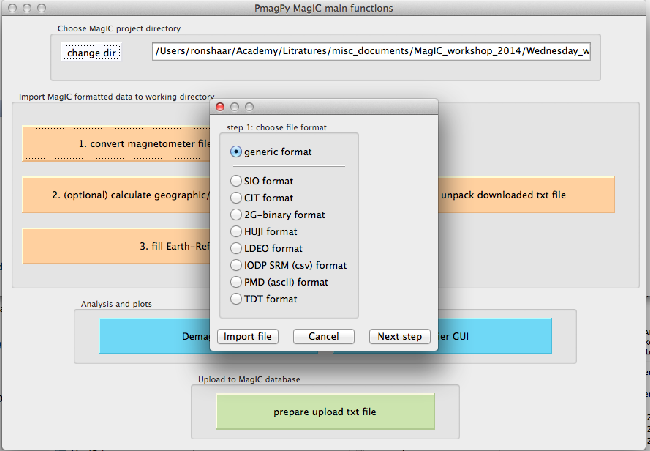 PmagPy MagIC main functions
Choose MagIC project directory
change dir
/Users/ronshaar/Academy/Litratures/misc_documents/MagIC_workshop_2014/Wednesday_w
Import MagIC formatted data to working directory
1. convert magnetometer file
2. (optional) calculate geographic/
unpack downloaded txt file
3. fill Earth-Ref
step 1: choose file format
generic format
SIO format
CIT format
2G-binary format
HUJI format
LDEO format
IODP SRM (csv) format
PMD (ascii) format
TDT format
Import file
Cancel
Next step
Analysis and plots
Demag
GUI
Upload to MagIC database
prepare upload txt file